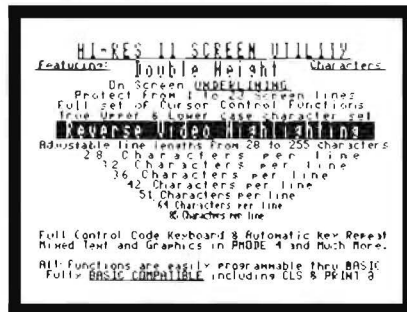 HI-RES II SCREEN UTILITY
Featuring: Double Height Characters
On Screen UNDERLINING
Protect from 1 to 23 Screen lines
Full set of Cursor Control Functions
True Upper & Lower case character set
Reverse Video Highlighting
Adjustable line lengths from 28 to 255 characters
28 Characters per line
32 Characters per line
36 Characters per line
42 Characters per line
51 Characters per line
64 Characters per line
85 Characters per line
Full Control Code Keyboard & Automatic Key Repeat
Mixed Text and Graphics in PMODE 4 and Much More.
All Functions are easily programmable thru BASIC
Fully BASIC COMPATIBLE including CLS & PRINT @